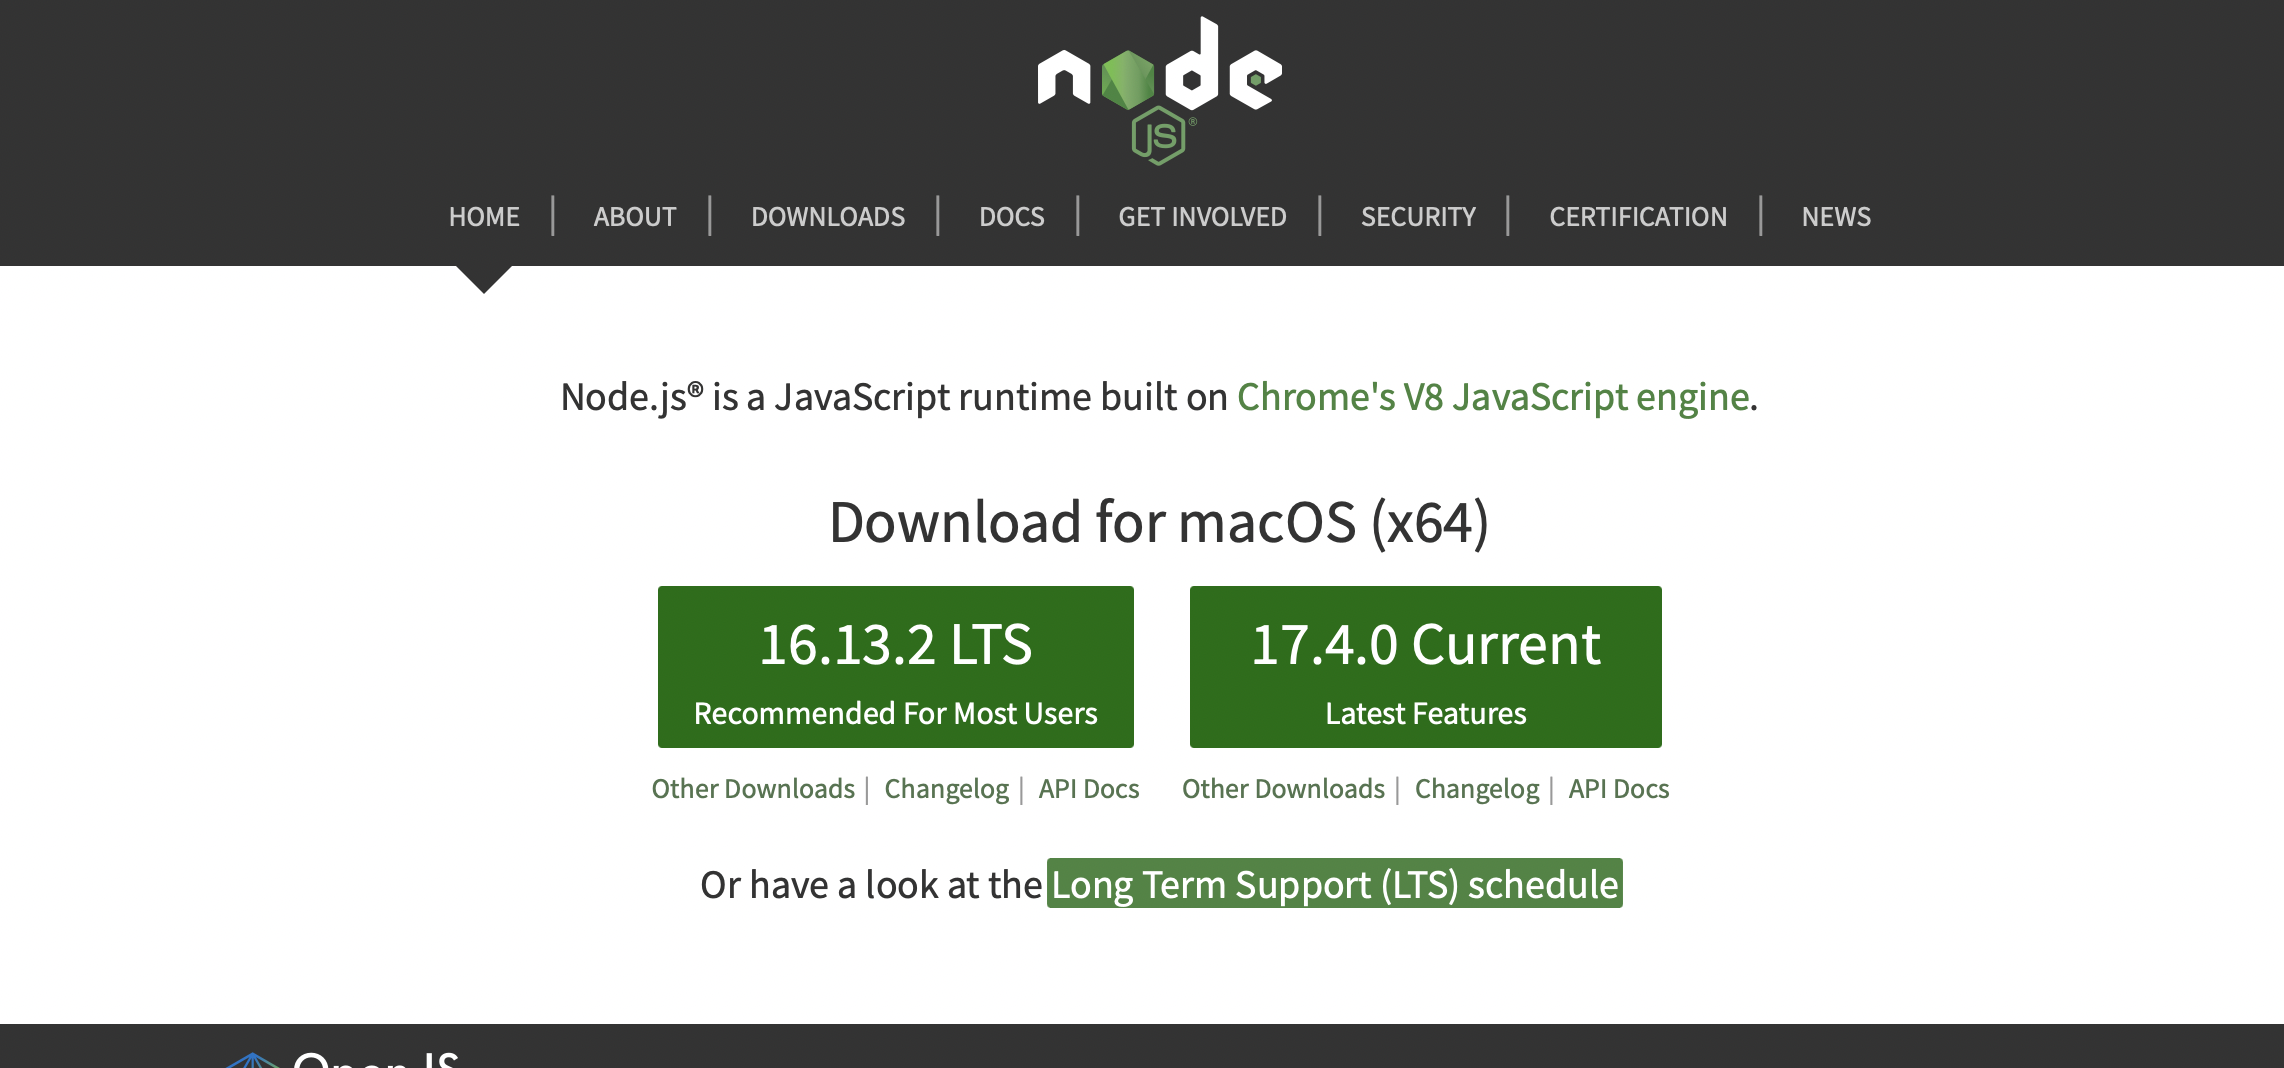 node
JS ®
HOME | ABOUT | DOWNLOADS | DOCS | GET INVOLVED | SECURITY | CERTIFICATION | NEWS
Node.js® is a JavaScript runtime built on Chrome's V8 JavaScript engine.
Download for macOS (x64)
16.13.2 LTS
Recommended For Most Users
17.4.0 Current
Latest Features
Other Downloads | Changelog | API Docs
Other Downloads | Changelog | API Docs
Or have a look at the Long Term Support (LTS) schedule
OpenJS